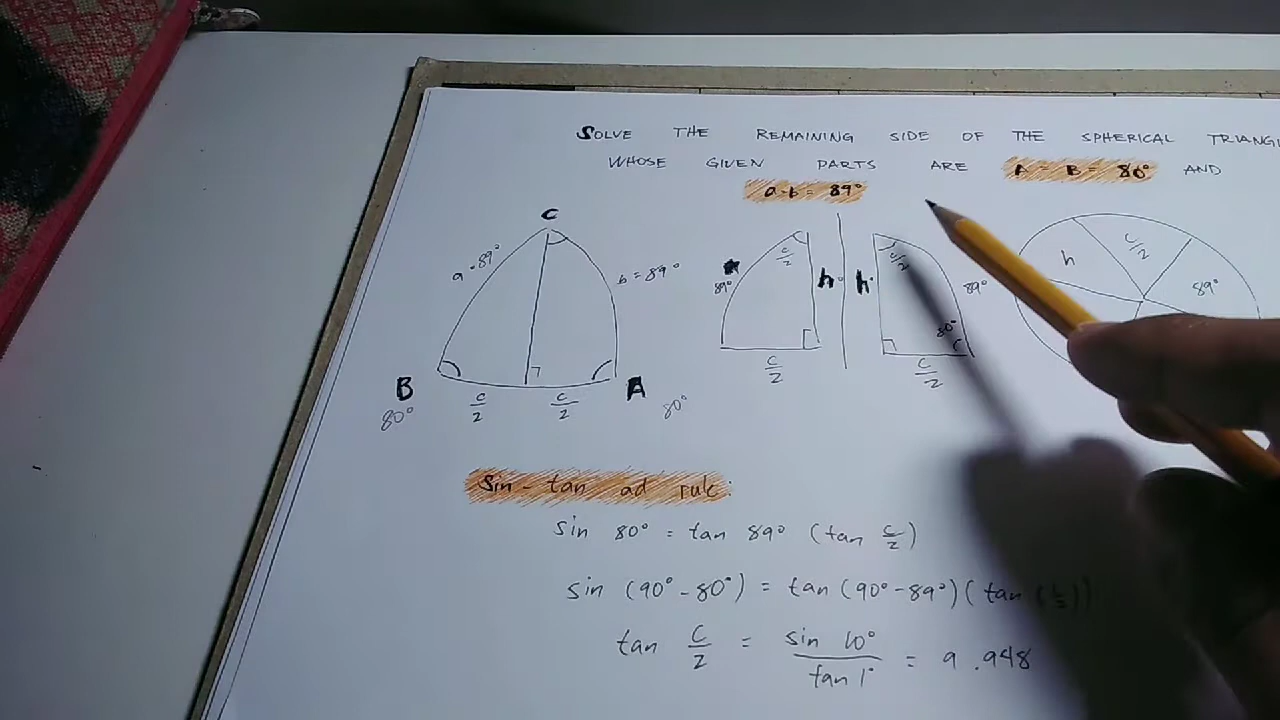 SOLVE THE REMAINING SIDE OF THE SPHERICAL
WHOSE GIVEN PARTS ARE A = B = 80° AND
a-b = 89°
C
a = 89°
b = 89°
B
80°
A
80°
c/2
c/2
C/2
89°
h
c/2
h
c/2
89°
80°
c/2
h
c/2
89°
Sin - tan ad rule:
sin 80° = tan 89° (tan c/2)
sin (90° - 80°) = tan (90° - 89°) (tan
tan c/2 = sin 10° / tan 1° = 9.948